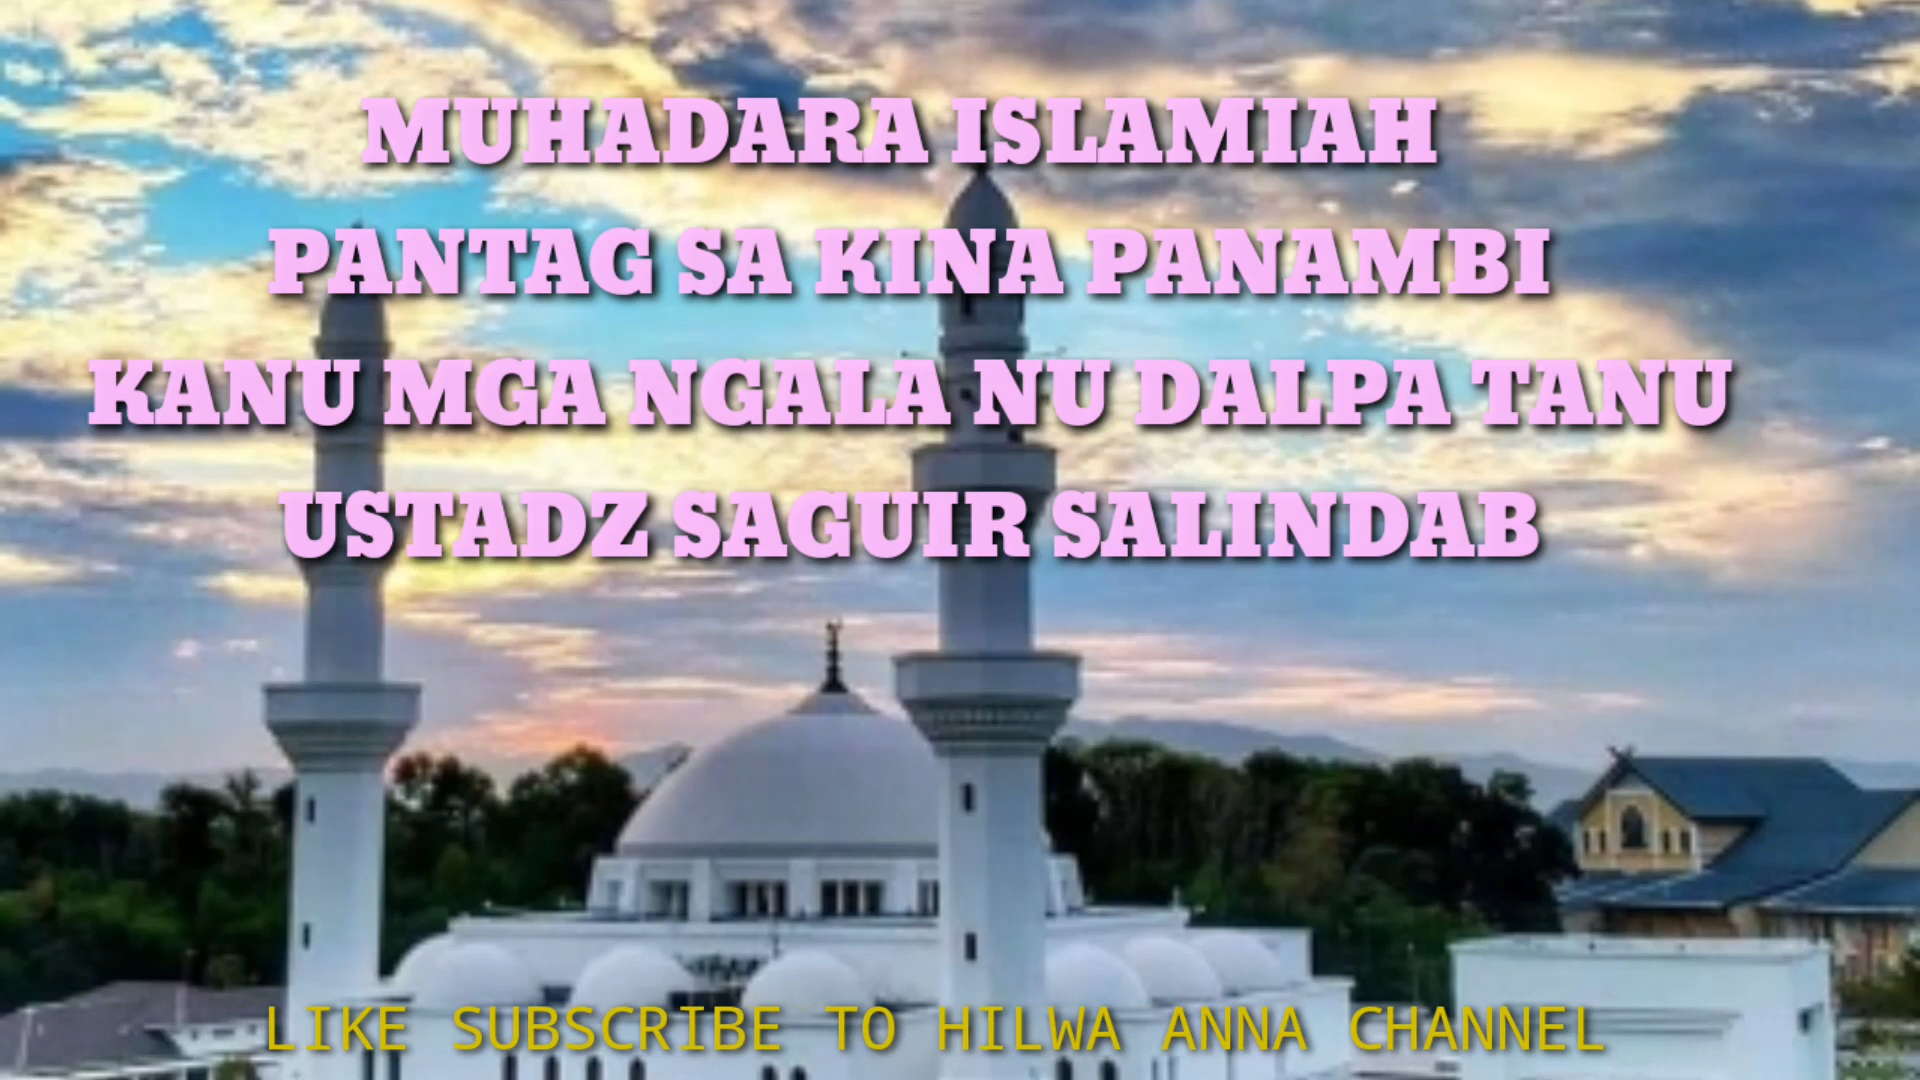 MUHADARA ISLAMIAH
PANTAG SA KINA PANAMBI
KANU MGA NGALA NU DALPA TANU
USTADZ SAGUIR SALINDAB
LIKE SUBSCRIBE TO HILWA ANNA CHANNEL